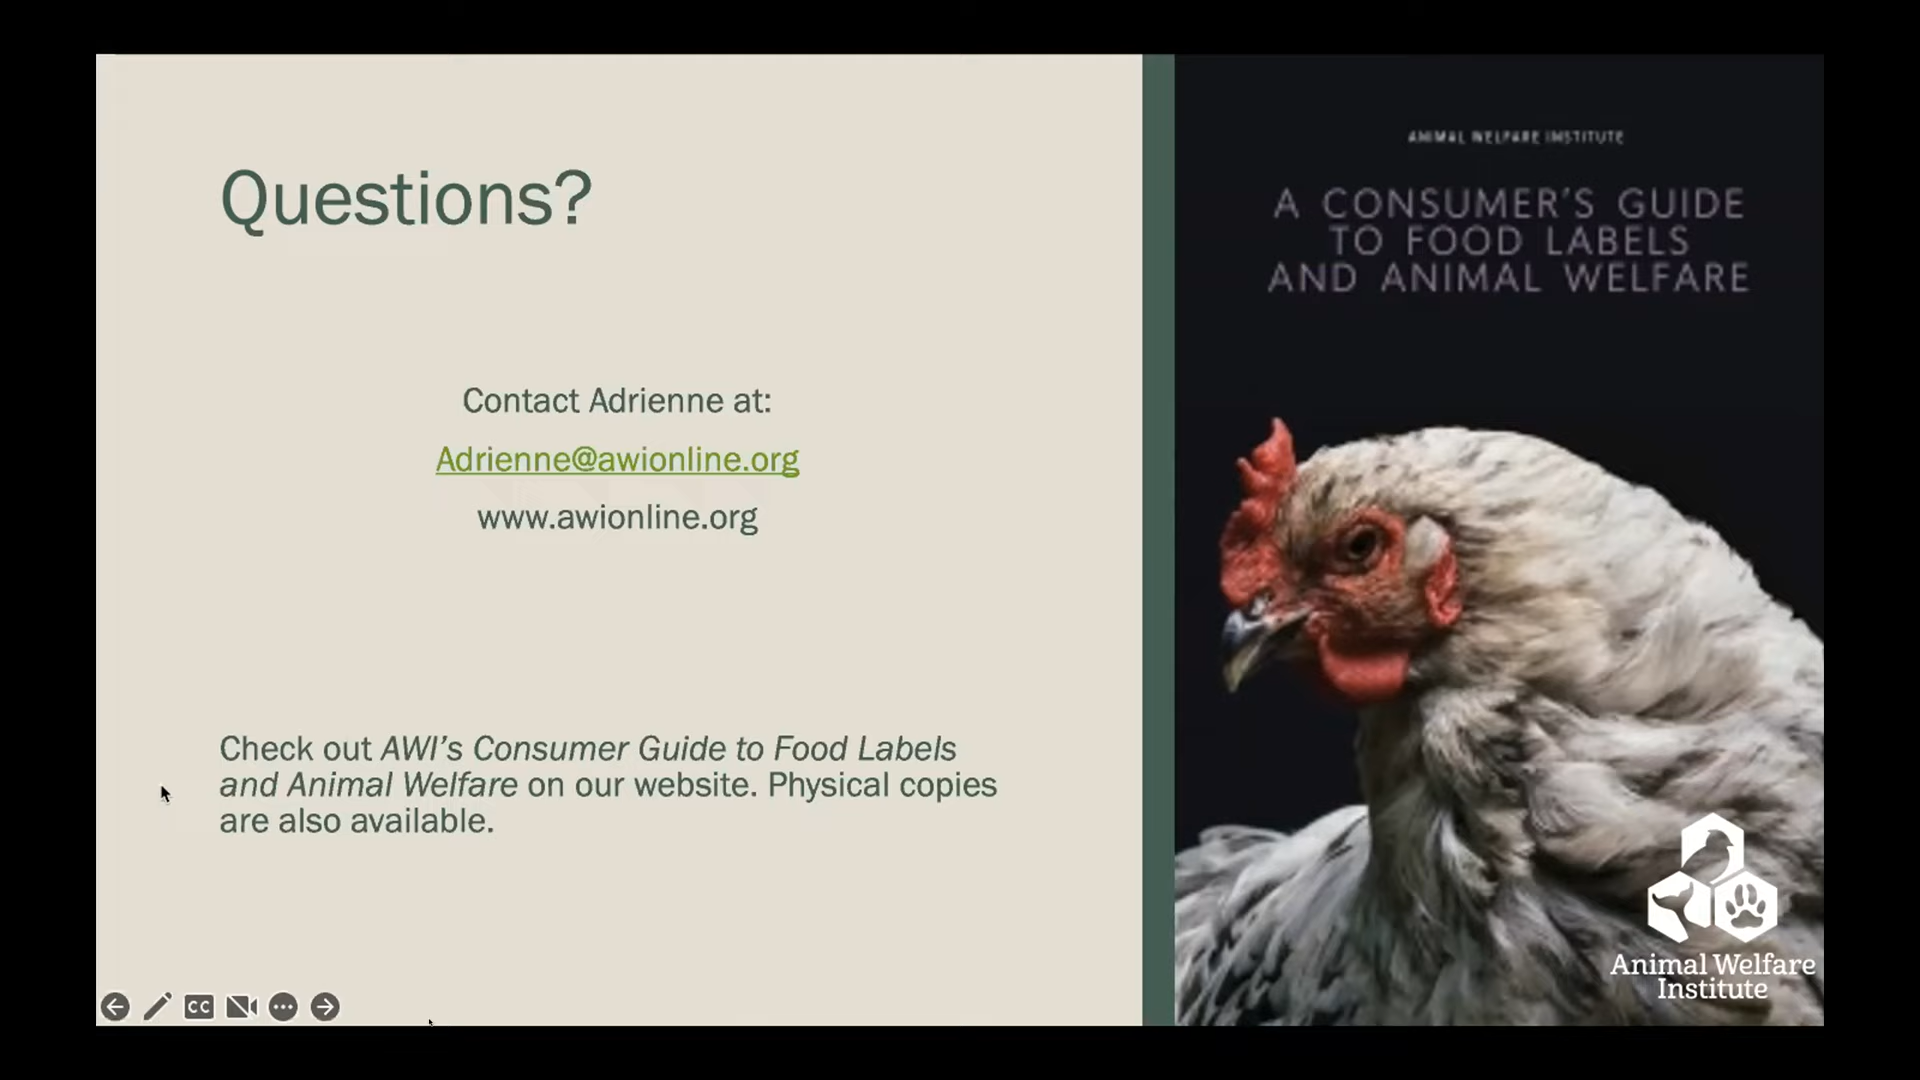 Questions?
Contact Adrienne at:
Adrienne@awionline.org
www.awionline.org
Check out AWI's Consumer Guide to Food Labels
and Animal Welfare on our website. Physical copies
are also available.
CC
ANIMAL WELFARE INSTITUTE
A CONSUMER'S GUIDE
TO FOOD LABELS
AND ANIMAL WELFARE
Animal Welfare
Institute